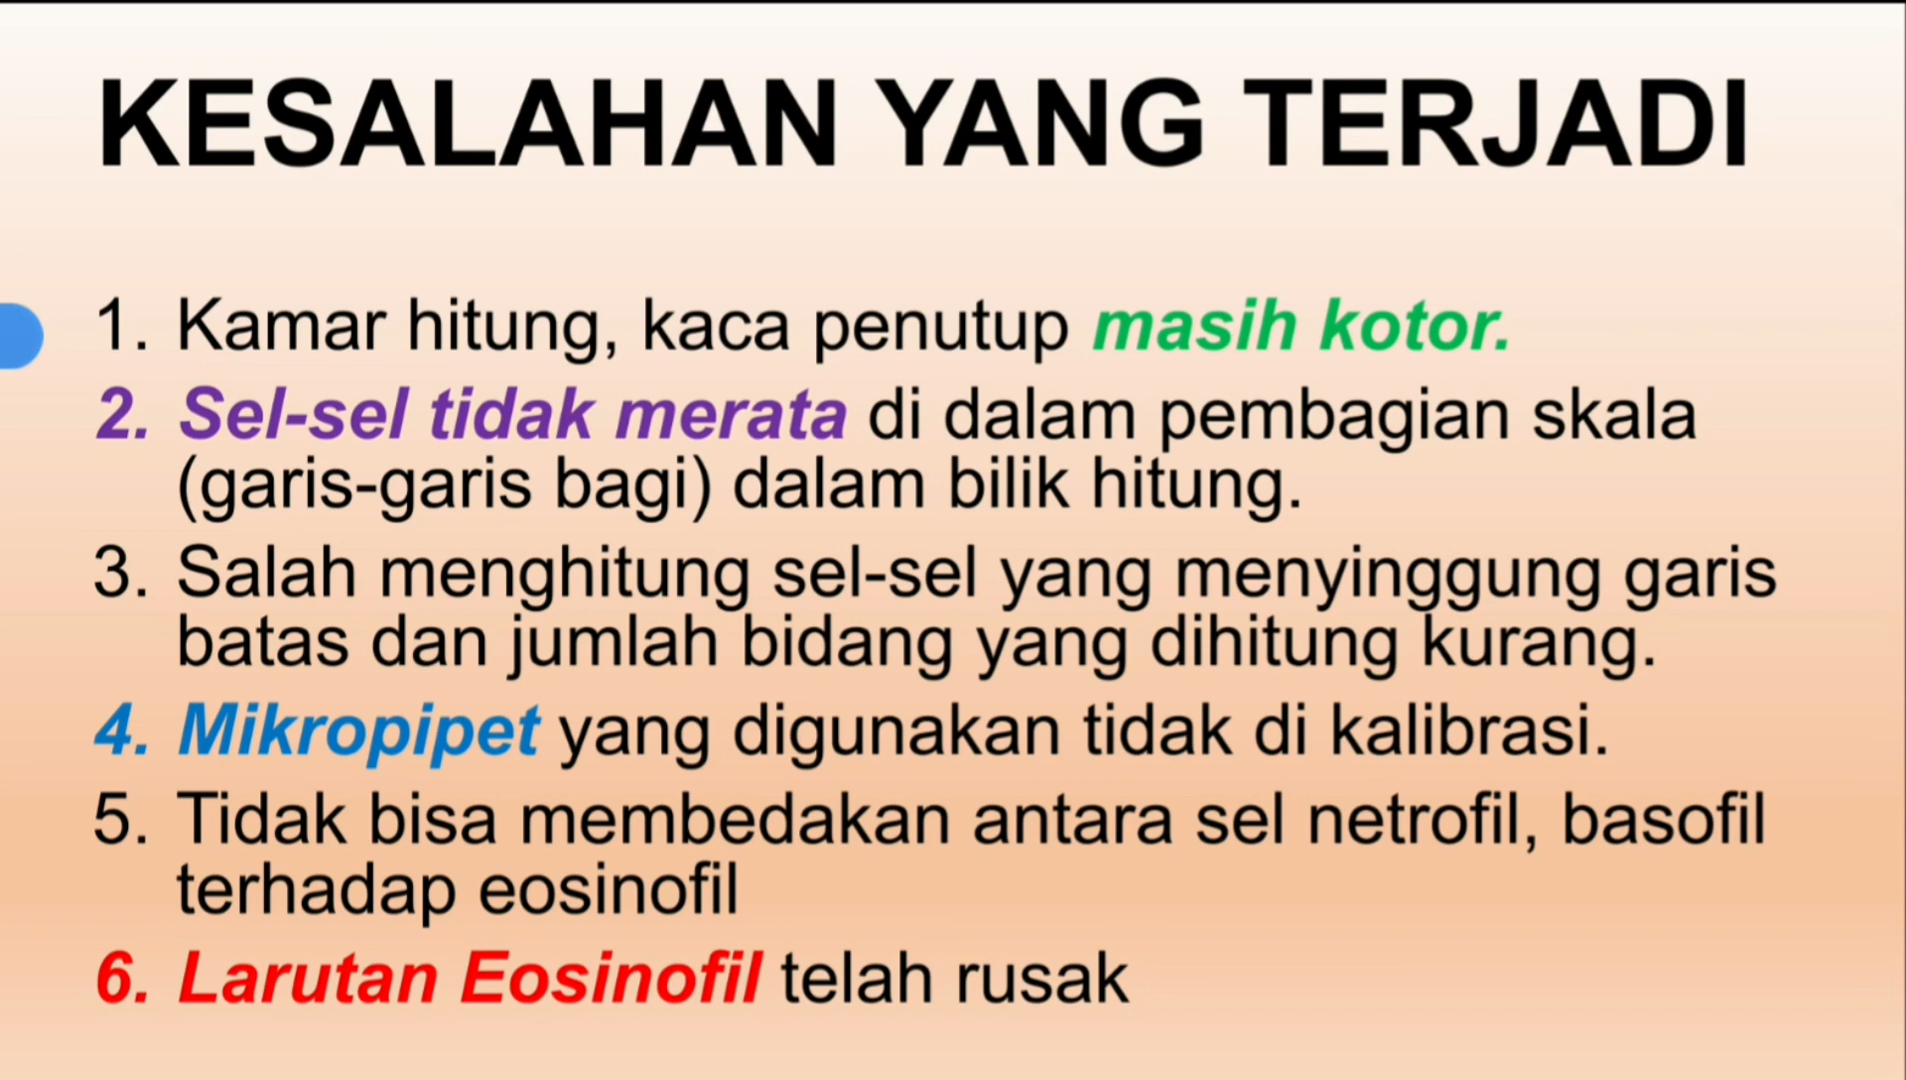 KESALAHAN YANG TERJADI
1. Kamar hitung, kaca penutup masih kotor.
2. Sel-sel tidak merata di dalam pembagian skala
(garis-garis bagi) dalam bilik hitung.
3. Salah menghitung sel-sel yang menyinggung garis
batas dan jumlah bidang yang dihitung kurang.
4. Mikropipet yang digunakan tidak di kalibrasi.
5. Tidak bisa membedakan antara sel netrofil, basofil
terhadap eosinofil
6. Larutan Eosinofil telah rusak